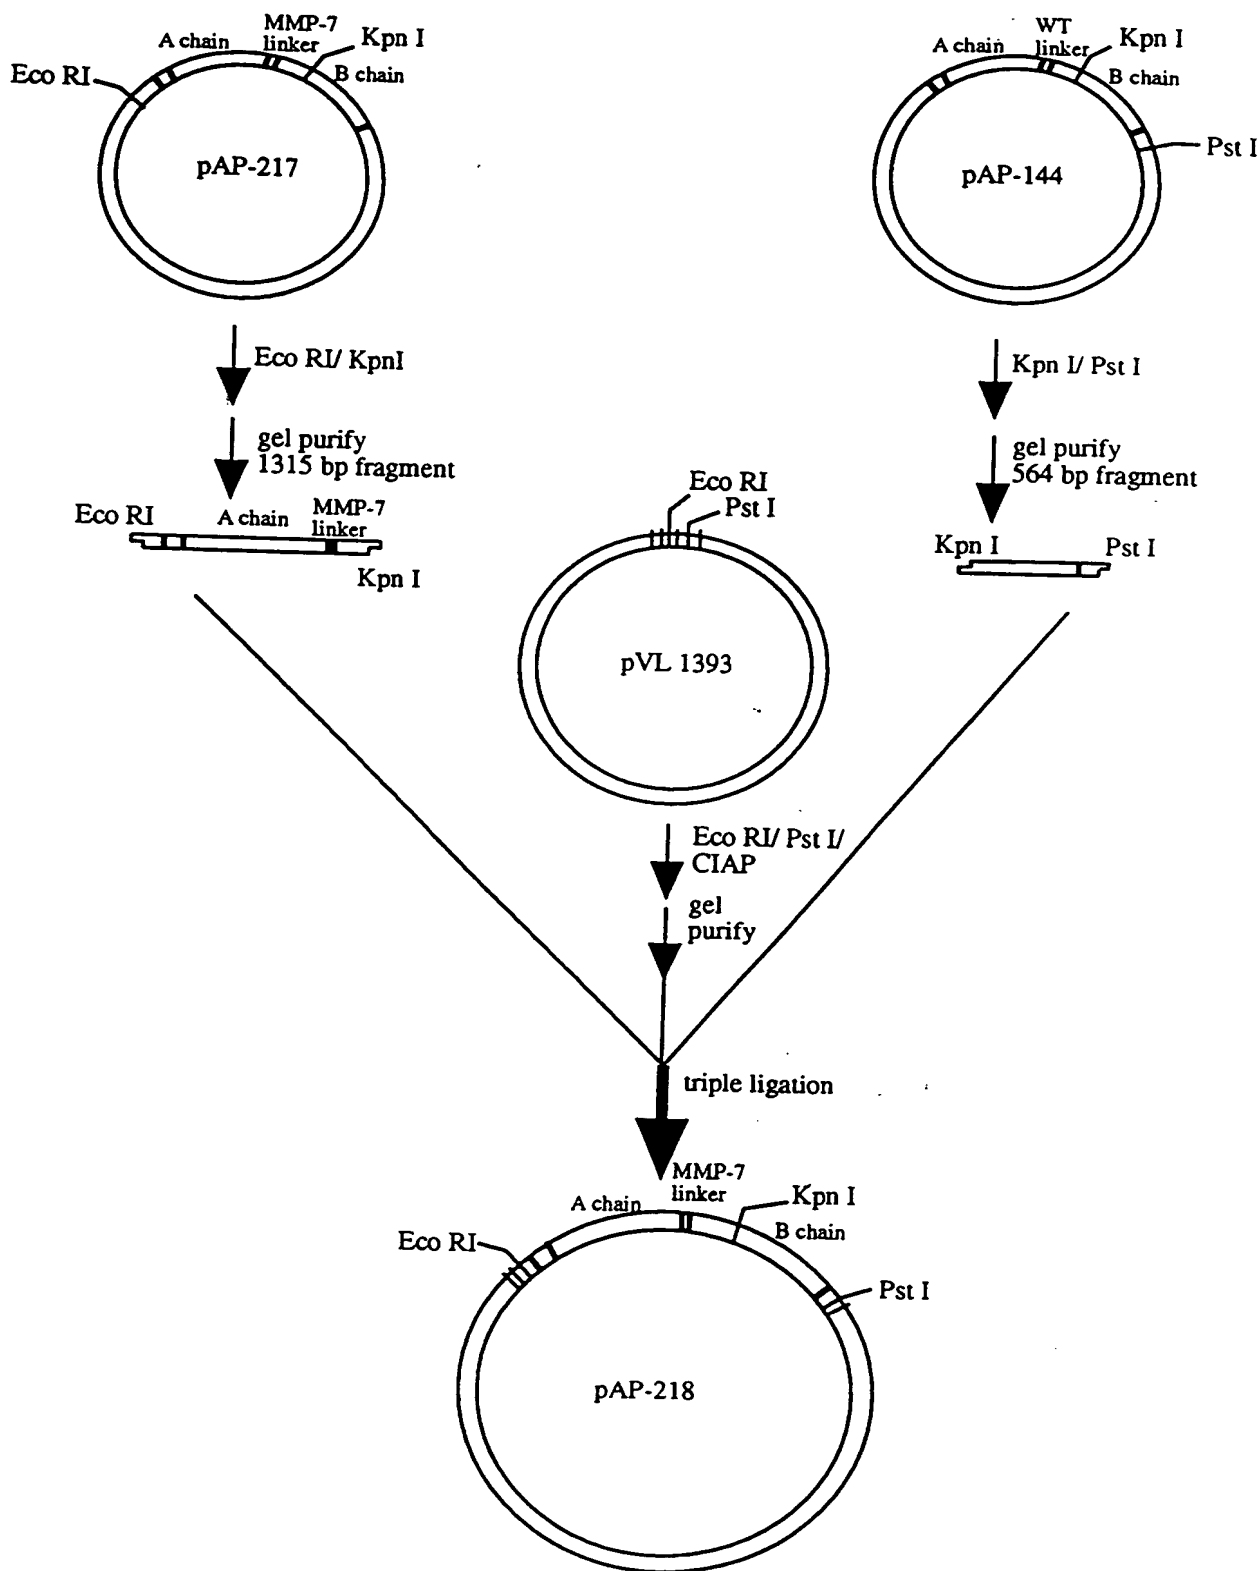 MMP-7
linker
A chain
Kpn I
Eco RI
B chain
pAP-217
WT
linker
A chain
Kpn I
B chain
Pst I
pAP-144
Eco RI/ KpnI
gel purify
1315 bp fragment
Kpn I/ Pst I
gel purify
564 bp fragment
Eco RI
A chain
MMP-7
linker
Kpn I
Eco RI
Pst I
Kpn I
Pst I
pVL 1393
Eco RI/ Pst I/
CIAP
gel
purify
triple ligation
MMP-7
linker
A chain
Kpn I
B chain
Eco RI
Pst I
pAP-218